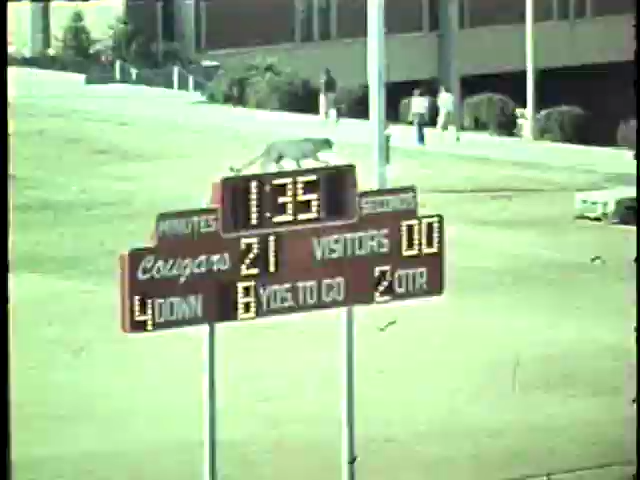 1:35
MINUTES SECONDS
Cougars 21 VISITORS 00
4 DOWN 8 YDS. TO GO 2 QTR.